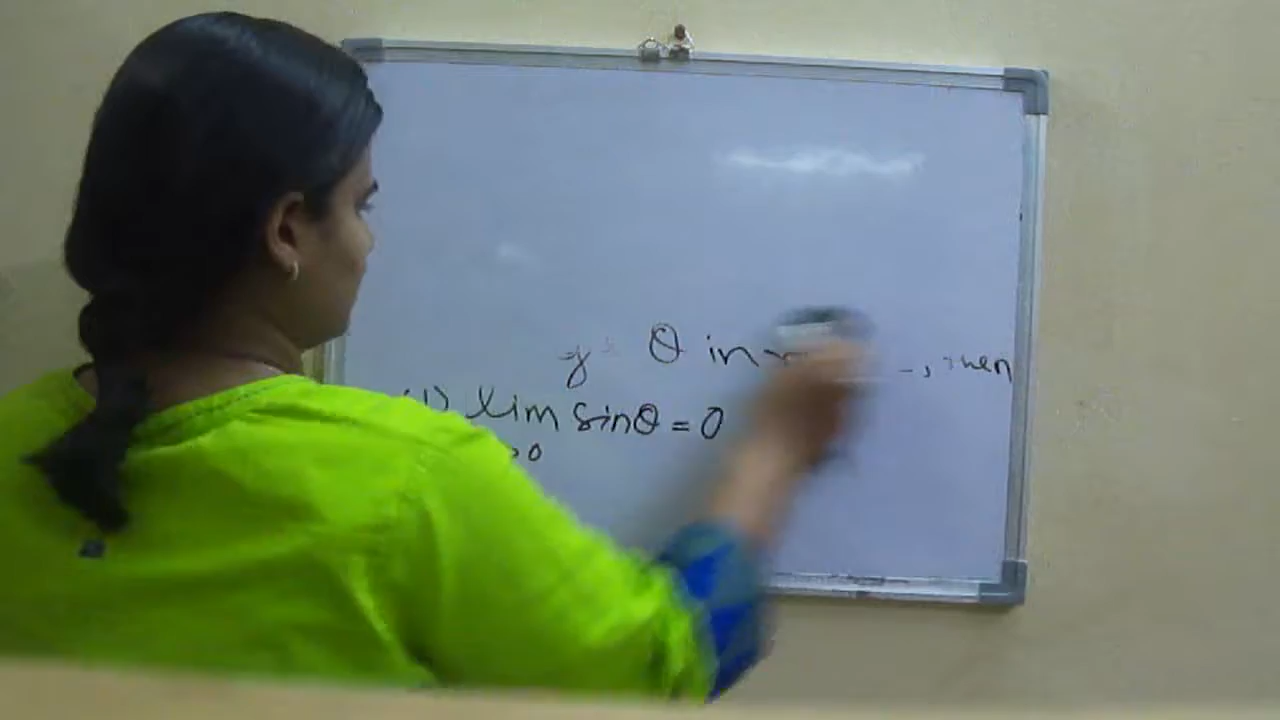 θ in , then
(1) lim sinθ = 0
>0